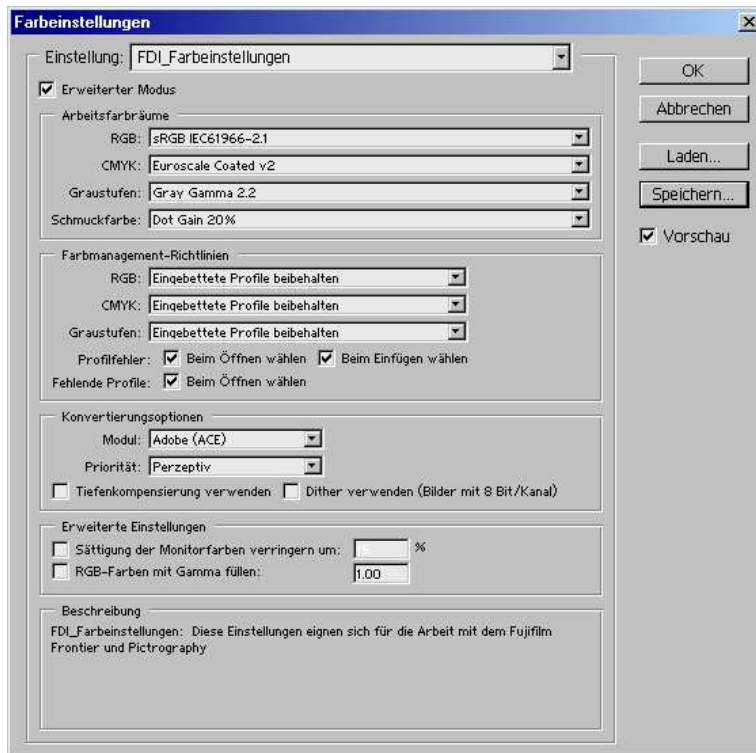 Farbeinstellungen
Einstellung: FDI_Farbeinstellungen
OK
Erweiterter Modus
Abbrechen
Arbeitsfarbräume
RGB: sRGB IEC61966-2.1
CMYK: Euroscale Coated v2
Laden...
Graustufen: Gray Gamma 2.2
Speichern...
Schmuckfarbe: Dot Gain 20%
Vorschau
Farbmanagement-Richtlinien
RGB: Eingebettete Profile beibehalten
CMYK: Eingebettete Profile beibehalten
Graustufen: Eingebettete Profile beibehalten
Profilfehler: Beim Öffnen wählen Beim Einfügen wählen
Fehlende Profile: Beim Öffnen wählen
Konvertierungsoptionen
Modul: Adobe (ACE)
Priorität: Perzeptiv
Tiefenkompensierung verwenden Dither verwenden (Bilder mit 8 Bit/Kanal)
Erweiterte Einstellungen
Sättigung der Monitorfarben verringern um: %
RGB-Farben mit Gamma füllen: 1.00
Beschreibung
FDI_Farbeinstellungen: Diese Einstellungen eignen sich für die Arbeit mit dem Fujifilm
Frontier und Pictrography